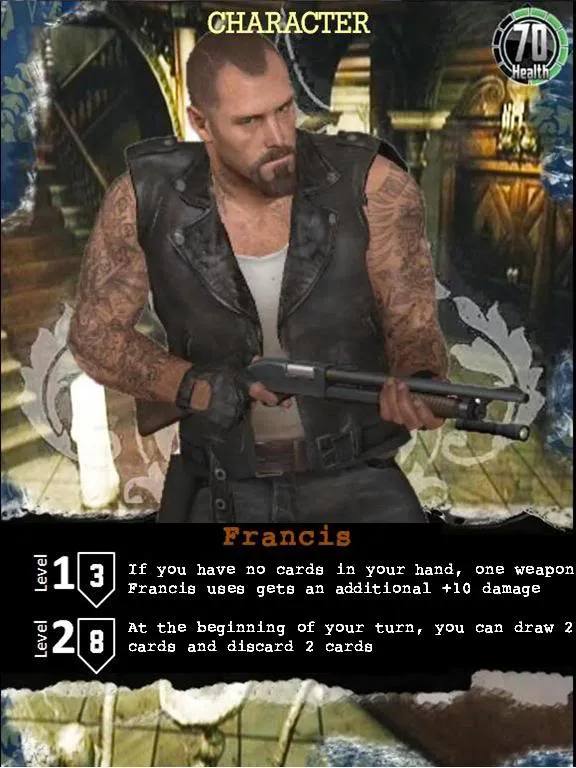 CHARACTER
70
Health
Francis
Level 1 3
If you have no cards in your hand, one weapon
Francis uses gets an additional +10 damage
Level 2 8
At the beginning of your turn, you can draw 2
cards and discard 2 cards